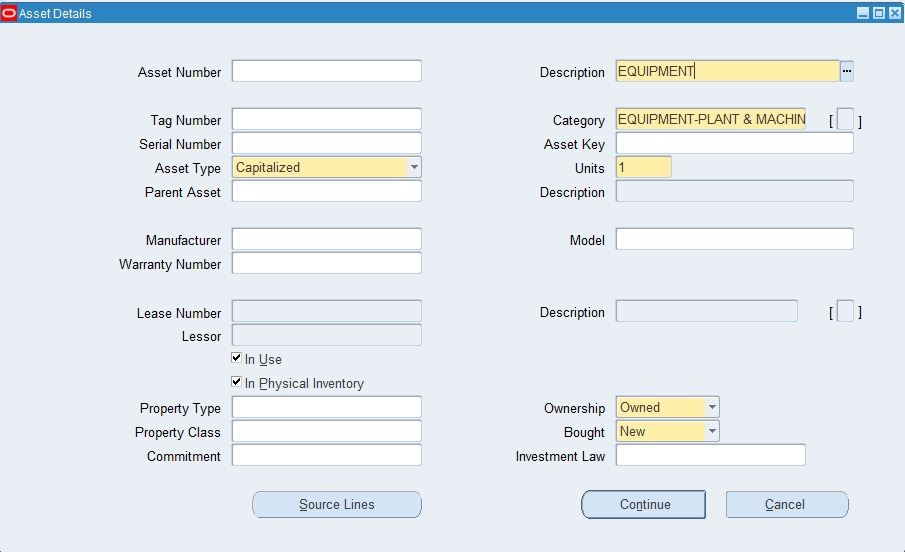 Asset Details
Asset Number Description EQUIPMENT ...
Tag Number Category EQUIPMENT-PLANT & MACHIN [ ]
Serial Number Asset Key
Asset Type Capitalized Units 1
Parent Asset Description
Manufacturer Model
Warranty Number
Lease Number Description [ ]
Lessor
In Use
In Physical Inventory
Property Type Ownership Owned
Property Class Bought New
Commitment Investment Law
Source Lines Continue Cancel